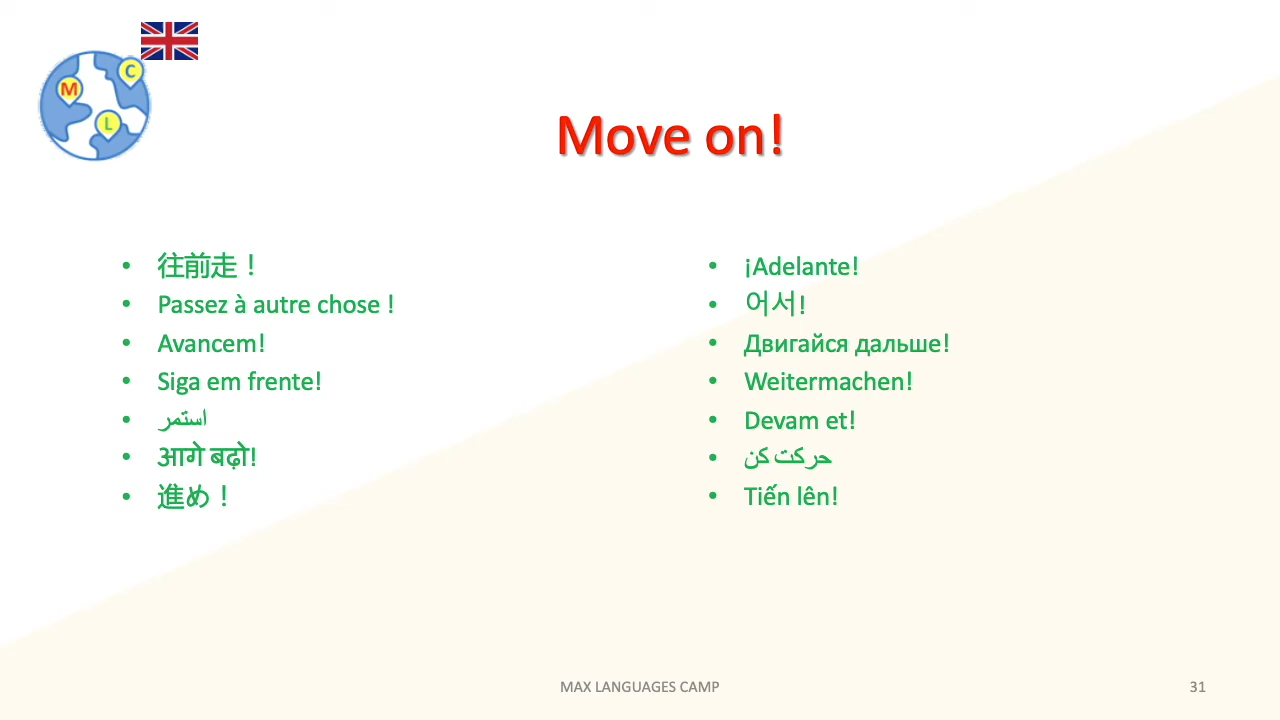 C
M
L
Move on!
• 往前走！
• Passez à autre chose !
• Avancem!
• Siga em frente!
• استمر
• आगे बढ़ो!
• 進め！
• ¡Adelante!
• 어서!
• Двигайся дальше!
• Weitermachen!
• Devam et!
• حرکت کن
• Tiến lên!
MAX LANGUAGES CAMP
31